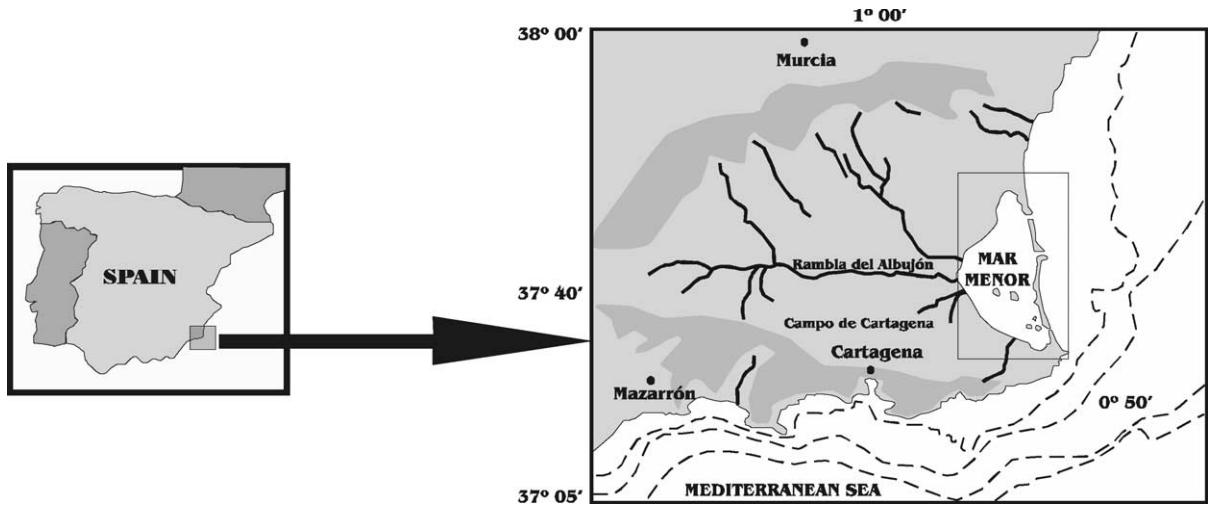 1º 00′
38º 00′
Murcia
SPAIN
Rambla del Albujón
MAR
MENOR
37º 40′
Campo de Cartagena
Cartagena
Mazarrón
0º 50′
37º 05′
MEDITERRANEAN SEA